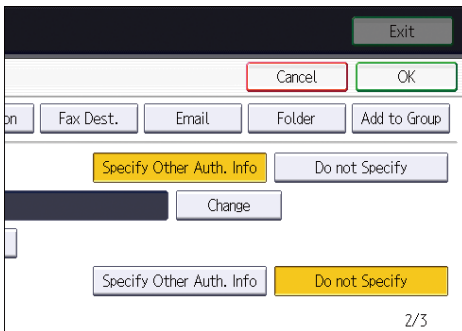 Exit
Cancel OK
on Fax Dest. Email Folder Add to Group
Specify Other Auth. Info Do not Specify
Change
Specify Other Auth. Info Do not Specify
2/3